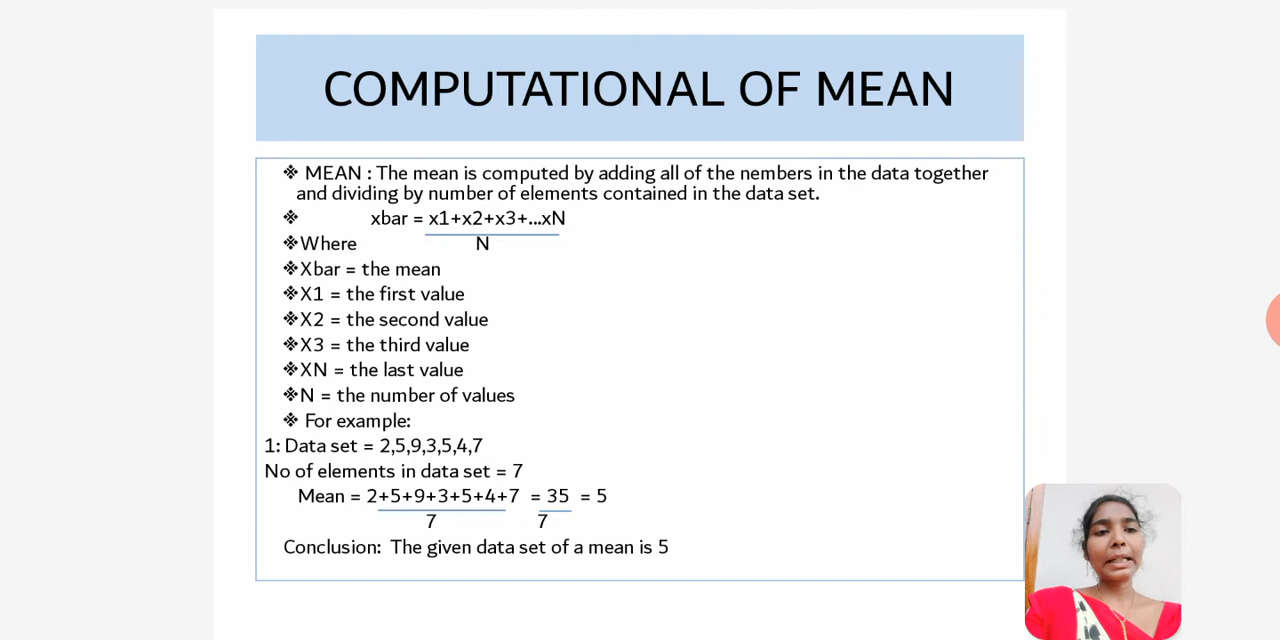 COMPUTATIONAL OF MEAN
❖ MEAN : The mean is computed by adding all of the nembers in the data together
and dividing by number of elements contained in the data set.
❖ xbar = x1+x2+x3+...xN
❖Where N
❖Xbar = the mean
❖X1 = the first value
❖X2 = the second value
❖X3 = the third value
❖XN = the last value
❖N = the number of values
❖ For example:
1: Data set = 2,5,9,3,5,4,7
No of elements in data set = 7
Mean = 2+5+9+3+5+4+7 = 35 = 5
7 7
Conclusion: The given data set of a mean is 5